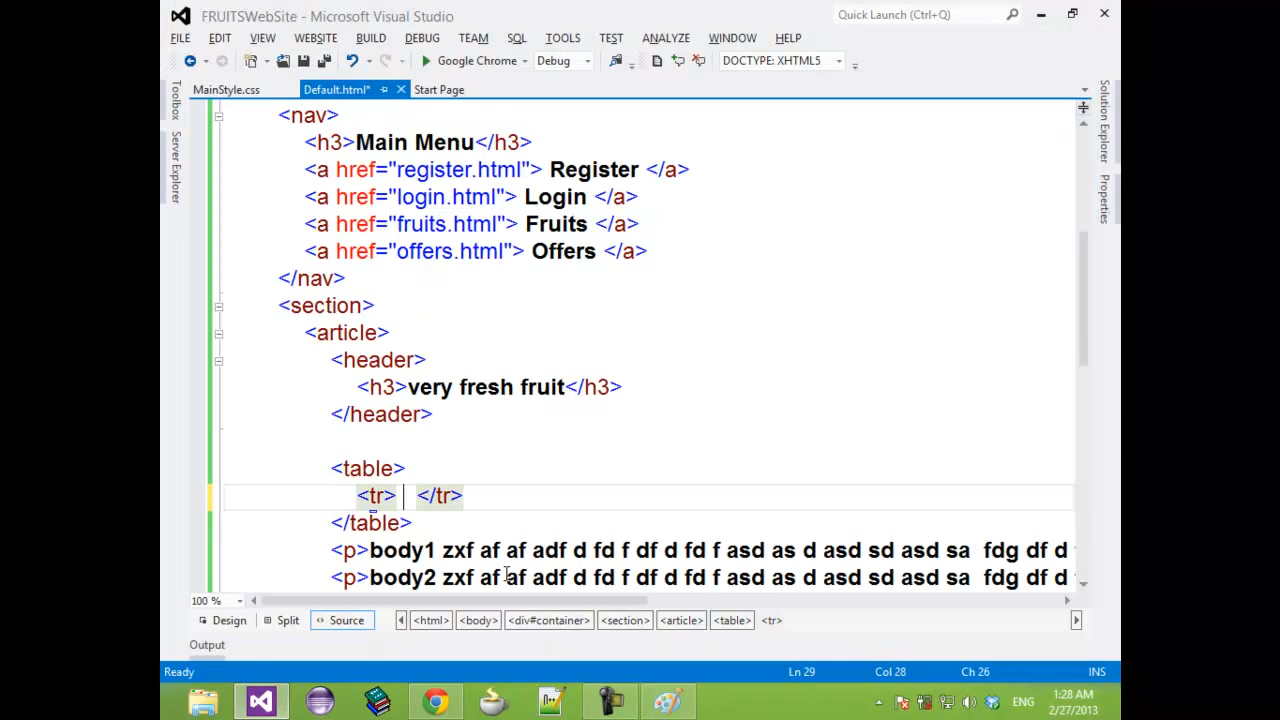 FRUITSWebSite - Microsoft Visual Studio
Quick Launch (Ctrl+Q)
FILE EDIT VIEW WEBSITE BUILD DEBUG TEAM SQL TOOLS TEST ANALYZE WINDOW HELP
Google Chrome Debug DOCTYPE: XHTML5
MainStyle.css Default.html* Start Page
Toolbox
Server Explorer
Solution Explorer
Properties
<nav>
<h3>Main Menu</h3>
<a href="register.html"> Register </a>
<a href="login.html"> Login </a>
<a href="fruits.html"> Fruits </a>
<a href="offers.html"> Offers </a>
</nav>
<section>
<article>
<header>
<h3>very fresh fruit</h3>
</header>
<table>
<tr> </tr>
</table>
<p>body1 zxf af af adf d fd f df d fd f asd as d asd sd asd sa fdg df d
<p>body2 zxf af af adf d fd f df d fd f asd as d asd sd asd sa fdg df d
100 %
Design Split Source <html> <body> <div#container> <section> <article> <table> <tr>
Output
Ready Ln 29 Col 28 Ch 26 INS
ENG 1:28 AM
2/27/2013